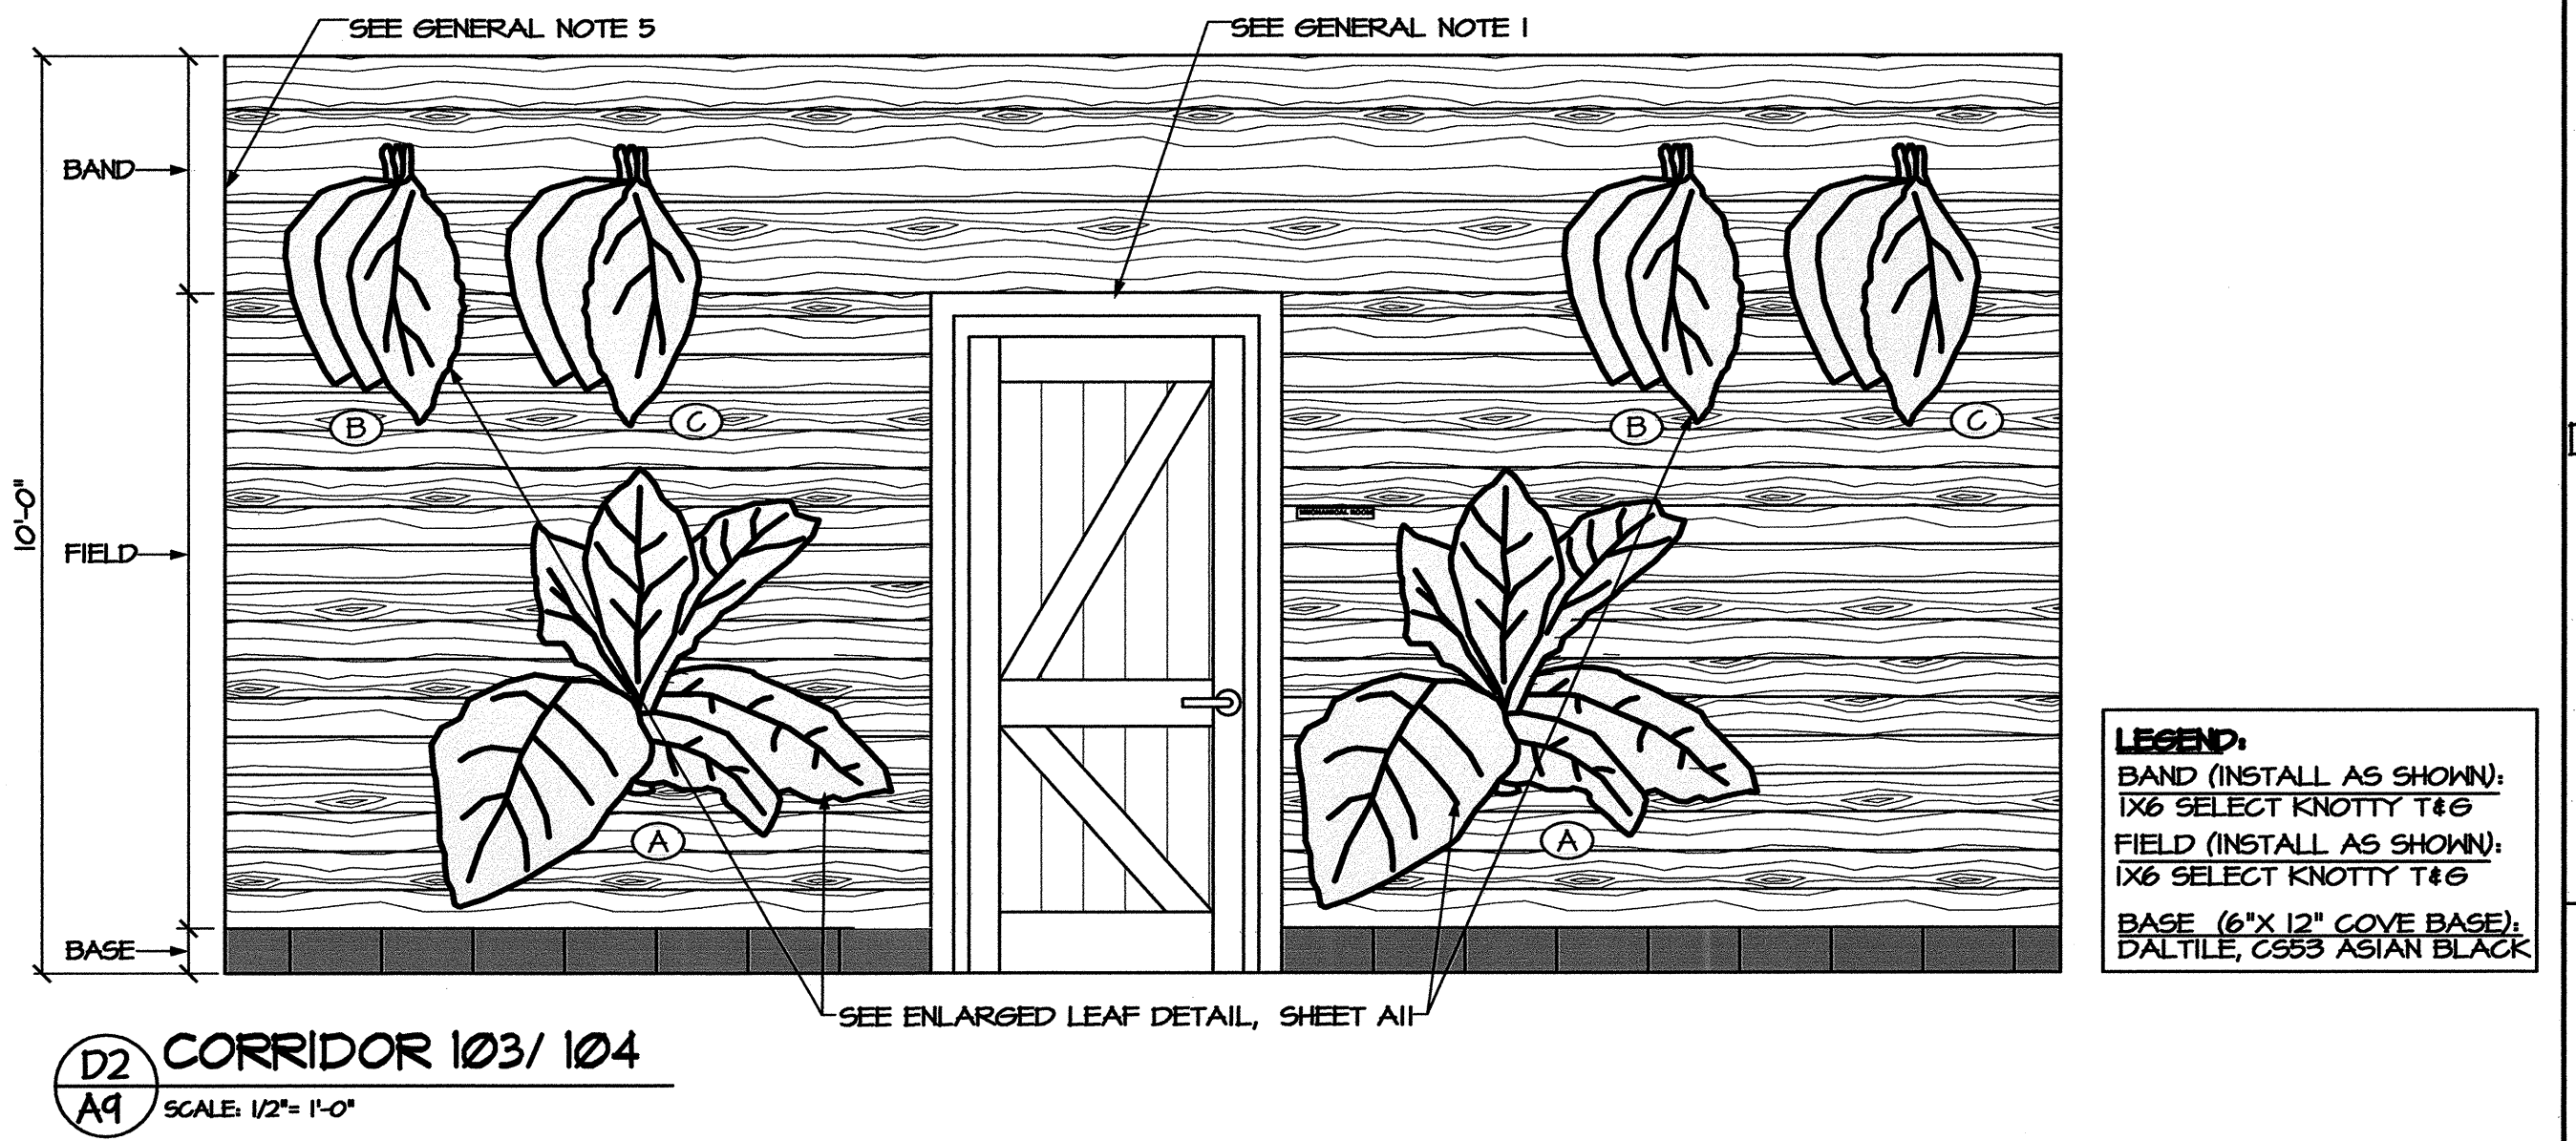 SEE GENERAL NOTE 5
SEE GENERAL NOTE 1
BAND
10'-0"
FIELD
BASE
B
C
B
C
MECHANICAL ROOM
A
A
LEGEND:
BAND (INSTALL AS SHOWN):
1X6 SELECT KNOTTY T&G
FIELD (INSTALL AS SHOWN):
1X6 SELECT KNOTTY T&G
BASE (6"X 12" COVE BASE):
DALTILE, CS53 ASIAN BLACK
SEE ENLARGED LEAF DETAIL, SHEET A11
D2
A9
CORRIDOR 103/ 104
SCALE: 1/2"= 1'-0"